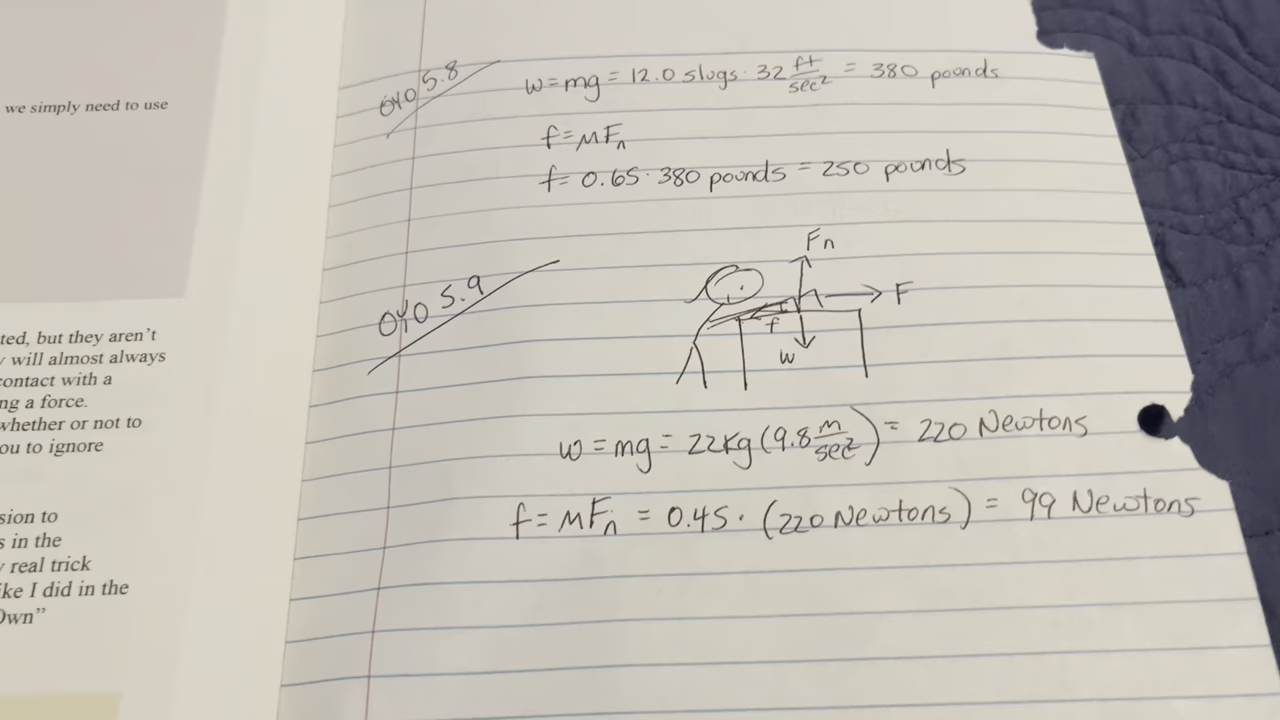 we simply need to use
ted, but they aren't
y will almost always
contact with a
ng a force.
whether or not to
ou to ignore
sion to
s in the
y real trick
ike I did in the
Own"
OYO 5.8
w = mg = 12.0 slugs · 32 ft/sec² = 380 pounds
f = μFn
f = 0.65 · 380 pounds = 250 pounds
OYO 5.9
Fn
F
f
w
w = mg = 22kg (9.8 m/sec²) = 220 Newtons
f = μFn = 0.45 · (220 Newtons) = 99 Newtons